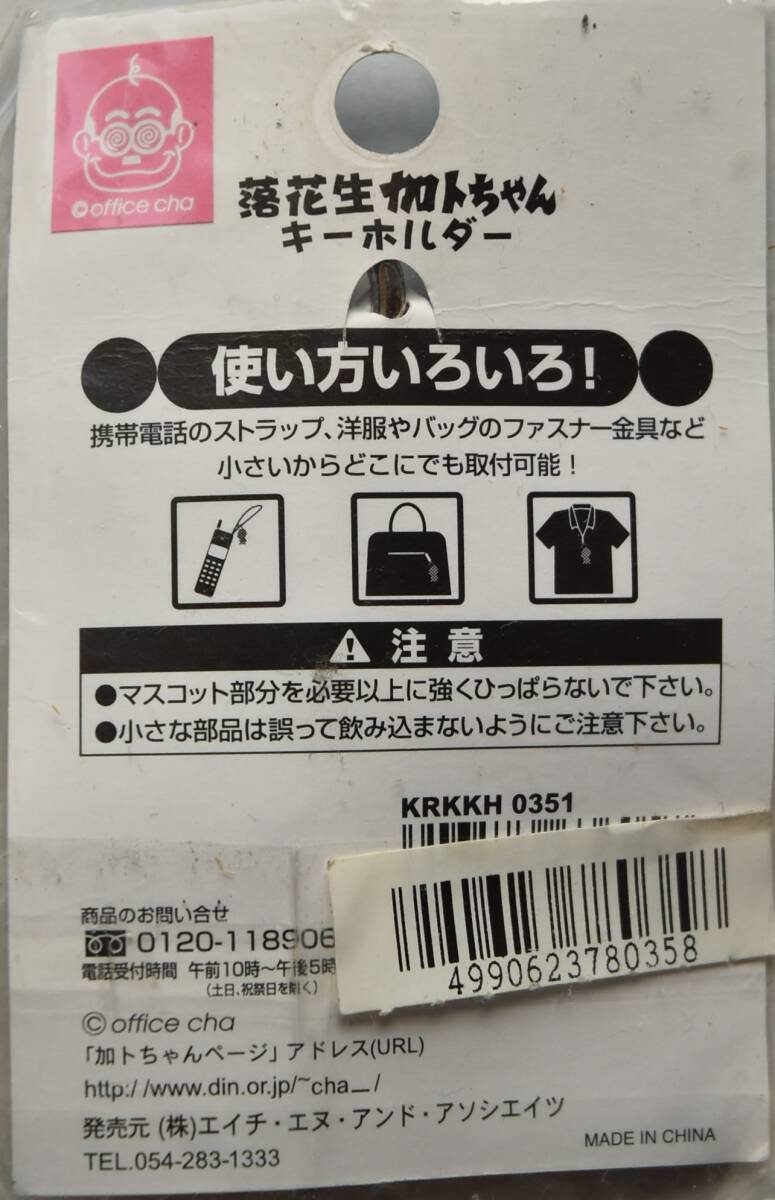 ©office cha
落花生加トちゃん
キーホルダー
使い方いろいろ!
携帯電話のストラップ、洋服やバッグのファスナー金具など
小さいからどこにでも取付可能!
注意
●マスコット部分を必要以上に強くひっぱらないで下さい。
●小さな部品は誤って飲み込まないようにご注意下さい。
KRKKH 0351
4990623780358
商品のお問い合せ
0120-118906
電話受付時間 午前10時〜午後5時
(土日、祝祭日を除く)
©office cha
「加トちゃんページ」アドレス(URL)
http://www.din.or.jp/~cha_/
発売元 (株)エイチ・エヌ・アンド・アソシエイツ
TEL.054-283-1333
MADE IN CHINA